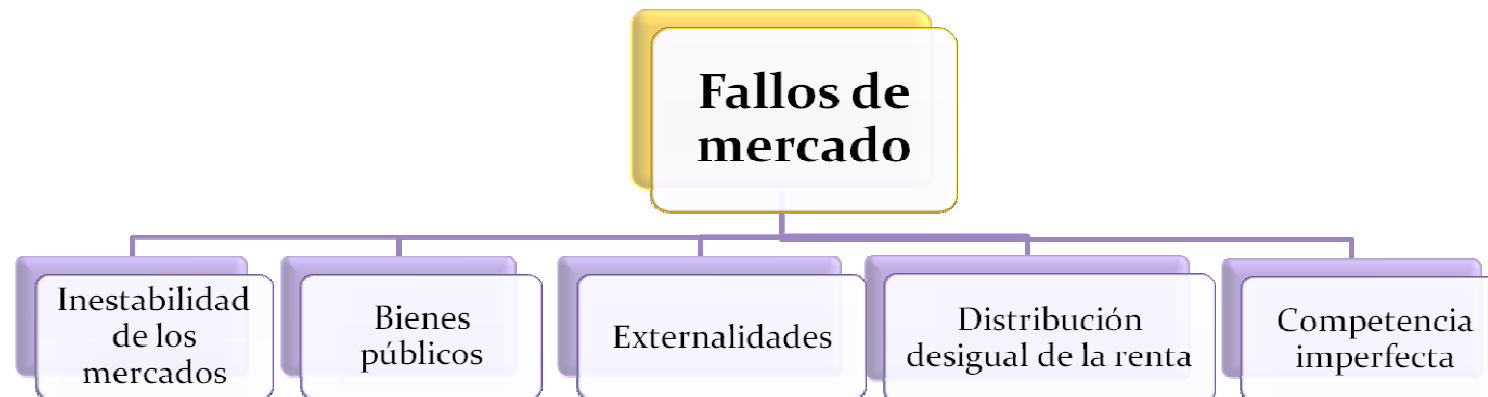 Fallos de
mercado
Inestabilidad
de los
mercados
Bienes
públicos
Externalidades
Distribución
desigual de la renta
Competencia
imperfecta